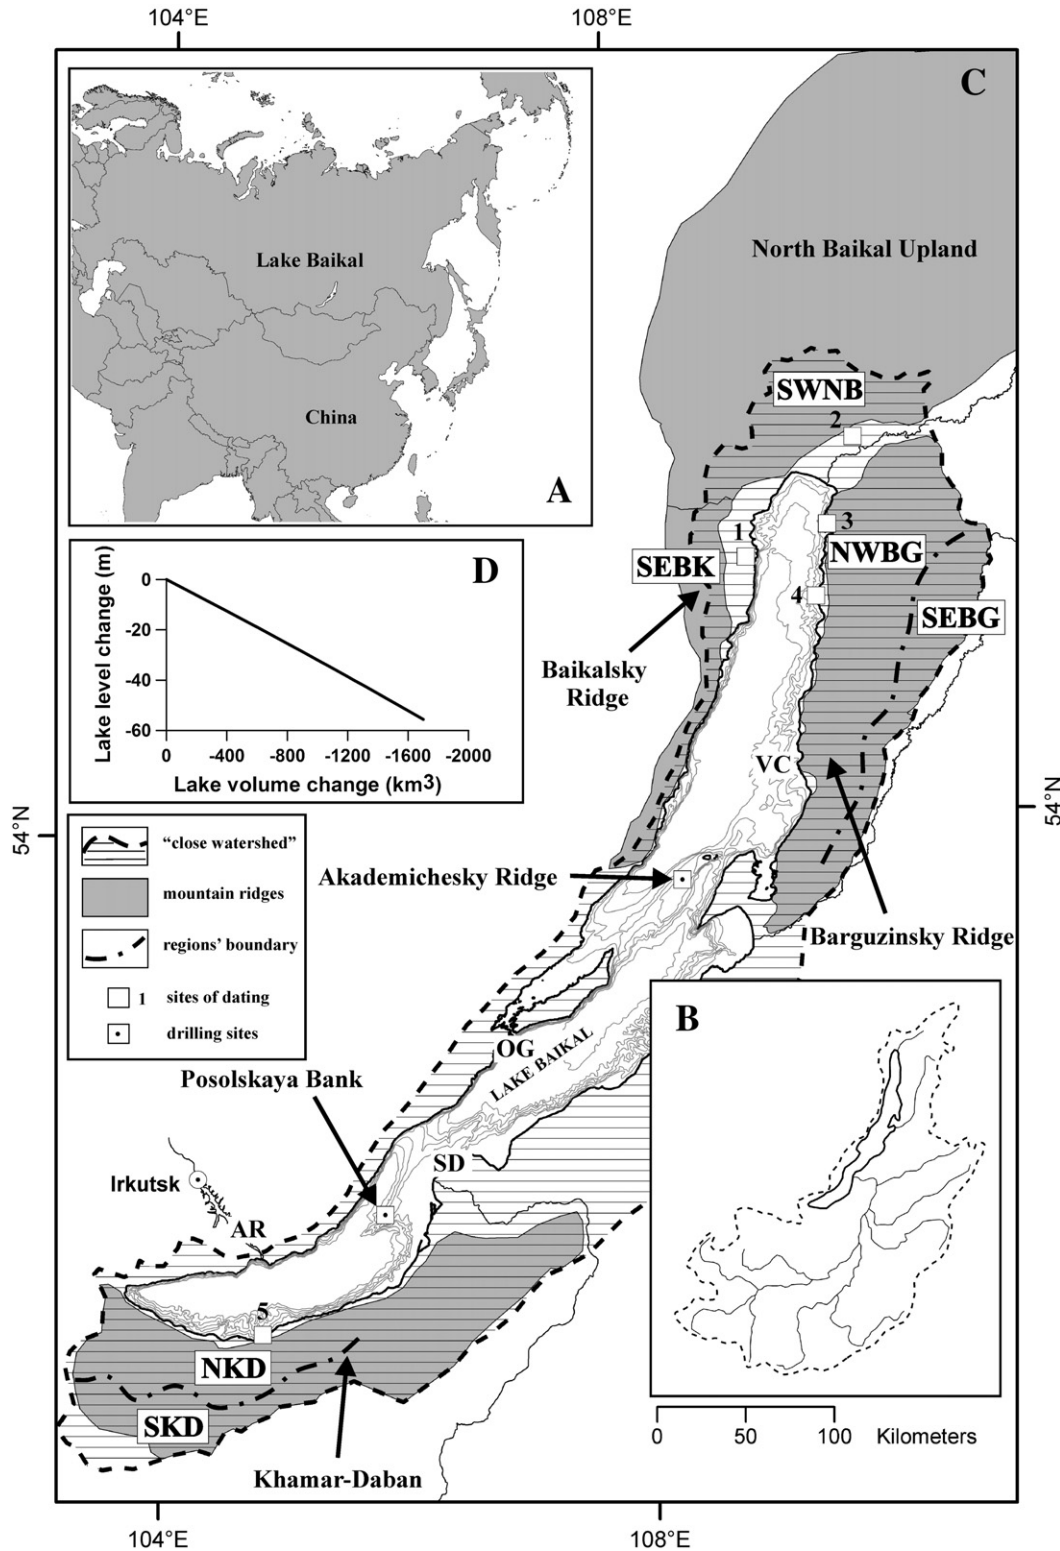 104°E
108°E
C
Lake Baikal
China
A
North Baikal Upland
SWNB
2
1
3
SEBK
NWBG
4
SEBG
Baikalsky
Ridge
VC
D
Lake level change (m)
0
-20
-40
-60
0
-400
-800
-1200
-1600
-2000
Lake volume change (km3)
54°N
54°N
“close watershed”
mountain ridges
regions’ boundary
1
sites of dating
drilling sites
Akademichesky Ridge
Barguzinsky Ridge
OG
LAKE BAIKAL
B
Posolskaya Bank
SD
Irkutsk
AR
5
NKD
SKD
Khamar-Daban
0
50
100
Kilometers
104°E
108°E